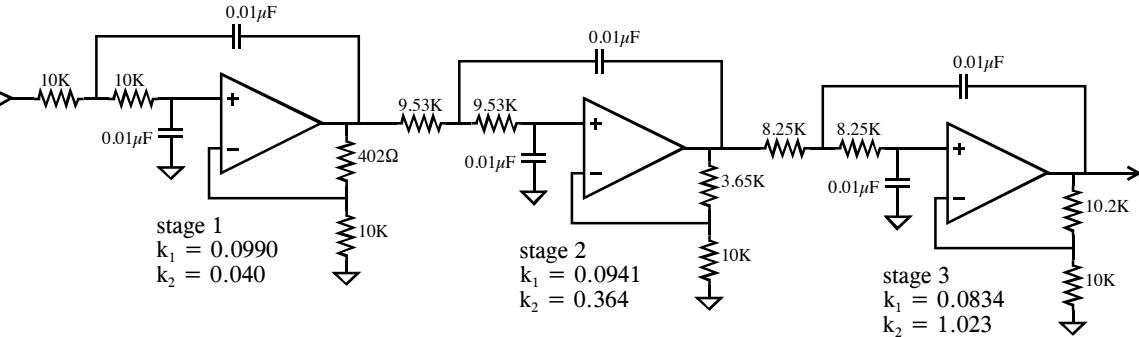 0.01μF
10K
10K
+
0.01μF
−
402Ω
10K
stage 1
k₁ = 0.0990
k₂ = 0.040
0.01μF
9.53K
9.53K
+
0.01μF
−
3.65K
10K
stage 2
k₁ = 0.0941
k₂ = 0.364
0.01μF
8.25K
8.25K
+
0.01μF
−
10.2K
10K
stage 3
k₁ = 0.0834
k₂ = 1.023